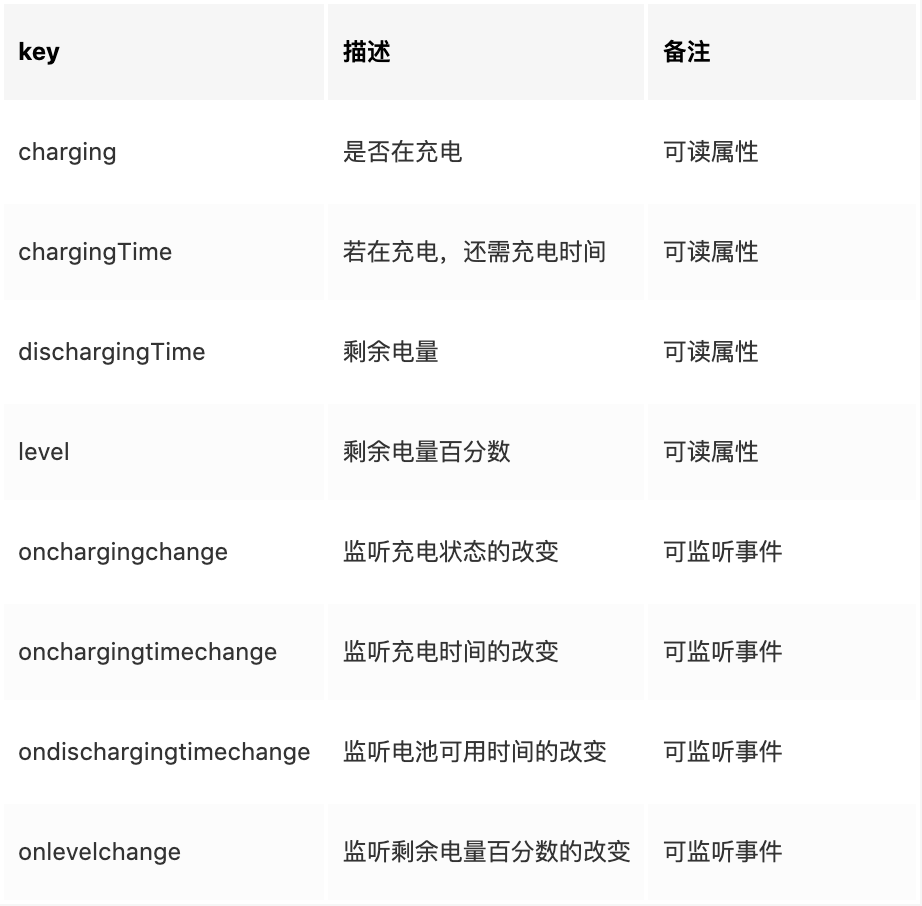 key 描述 备注
charging 是否在充电 可读属性
chargingTime 若在充电，还需充电时间 可读属性
dischargingTime 剩余电量 可读属性
level 剩余电量百分数 可读属性
onchargingchange 监听充电状态的改变 可监听事件
onchargingtimechange 监听充电时间的改变 可监听事件
ondischargingtimechange 监听电池可用时间的改变 可监听事件
onlevelchange 监听剩余电量百分数的改变 可监听事件